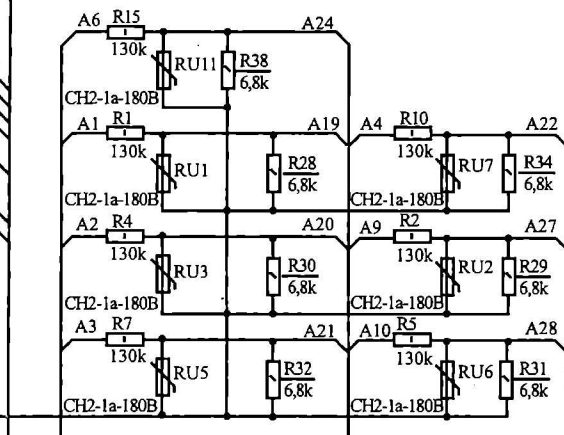 A6 R15 A24
130k RU11 R38
6,8k
CH2-1a-180B
A1 R1 A19 A4 R10 A22
130k RU1 R28 130k RU7 R34
6,8k 6,8k
CH2-1a-180B CH2-1a-180B
A2 R4 A20 A9 R2 A27
130k RU3 R30 130k RU2 R29
6,8k 6,8k
CH2-1a-180B CH2-1a-180B
A3 R7 A21 A10 R5 A28
130k RU5 R32 130k RU6 R31
6,8k 6,8k
CH2-1a-180B CH2-1a-180B